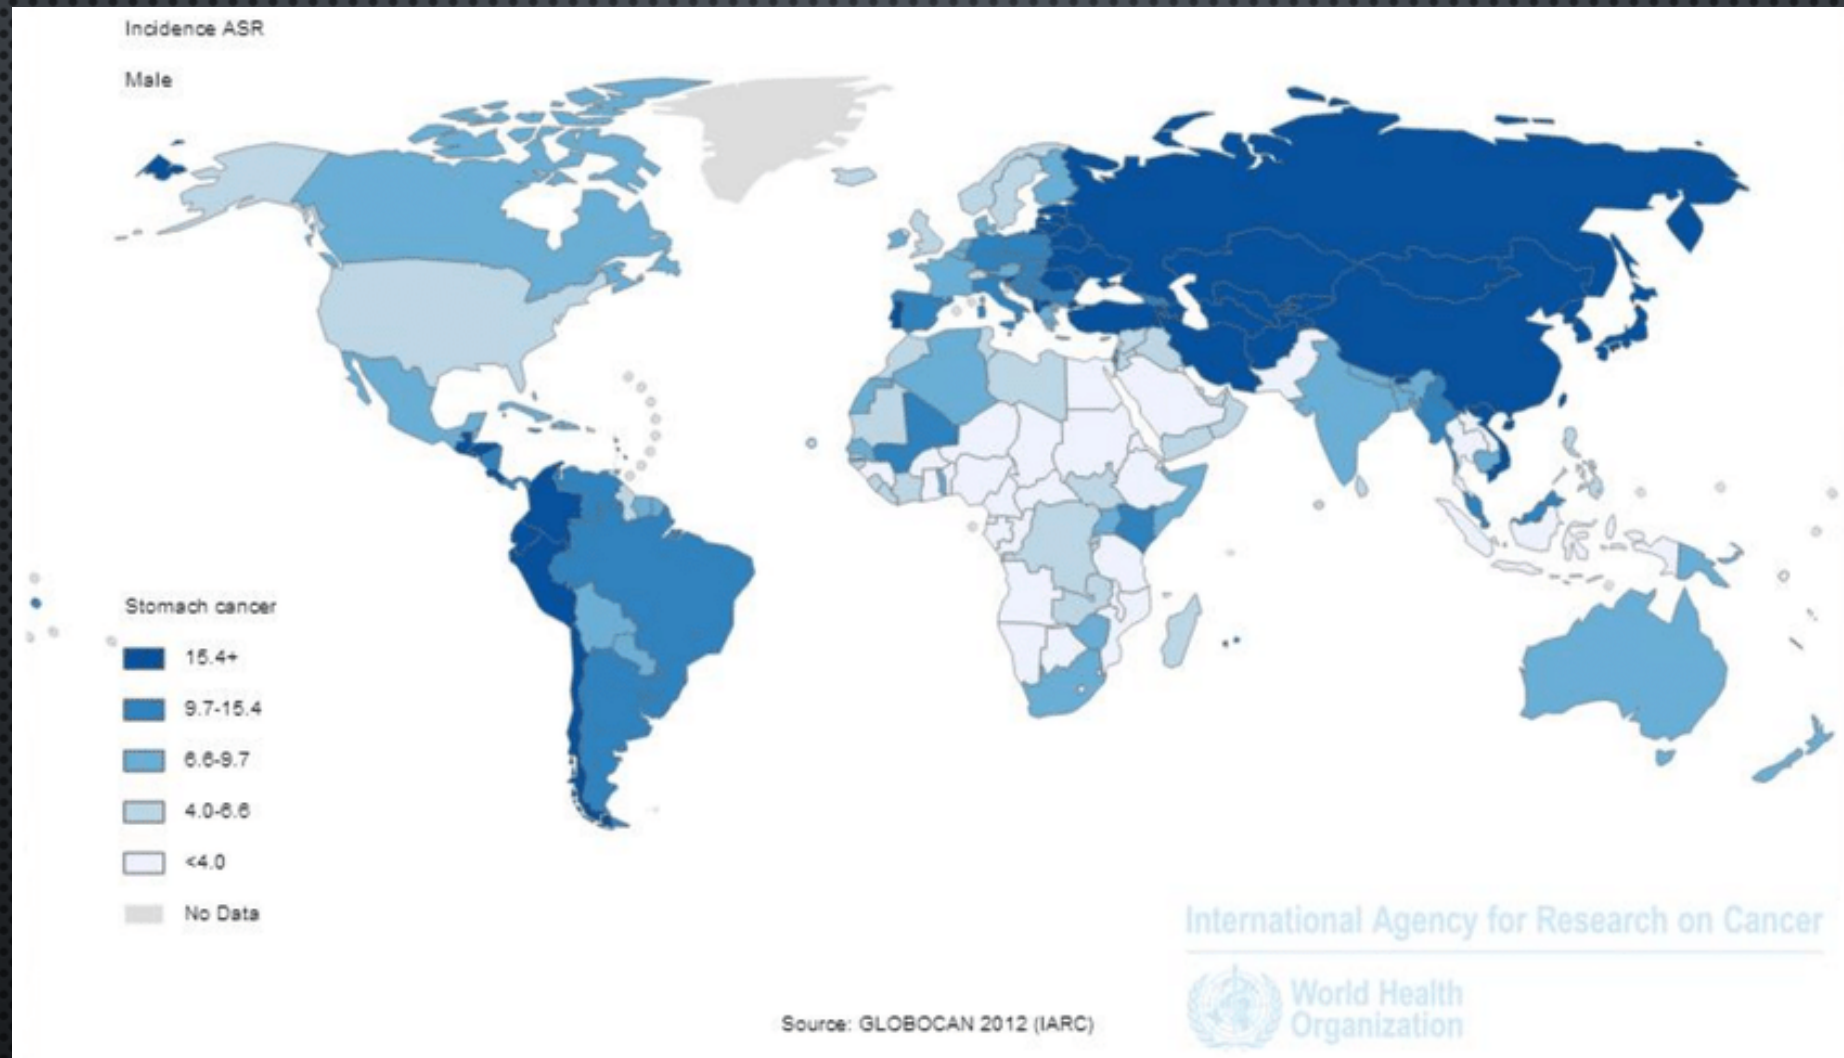 Incidence ASR
Male
Stomach cancer
15.4+
9.7-15.4
6.6-9.7
4.0-6.6
<4.0
No Data
International Agency for Research on Cancer
World Health
Organization
Source: GLOBOCAN 2012 (IARC)